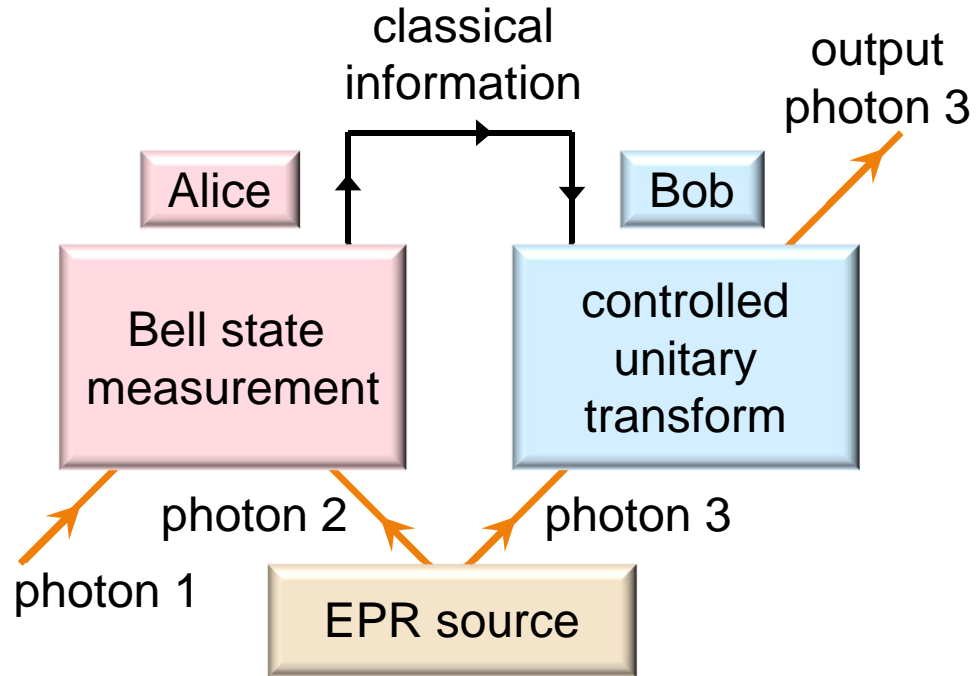 classical
information
output
photon 3
Alice
Bob
Bell state
measurement
controlled
unitary
transform
photon 2
photon 3
photon 1
EPR source